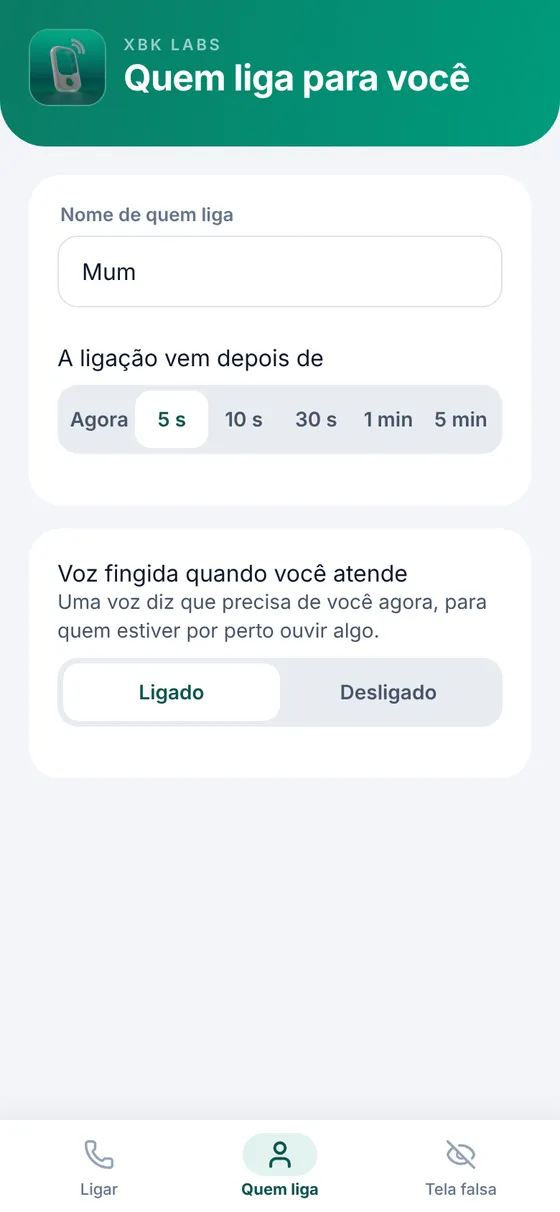 XBK LABS
Quem liga para você
Nome de quem liga
Mum
A ligação vem depois de
Agora 5 s 10 s 30 s 1 min 5 min
Voz fingida quando você atende
Uma voz diz que precisa de você agora, para
quem estiver por perto ouvir algo.
Ligado Desligado
Ligar Quem liga Tela falsa